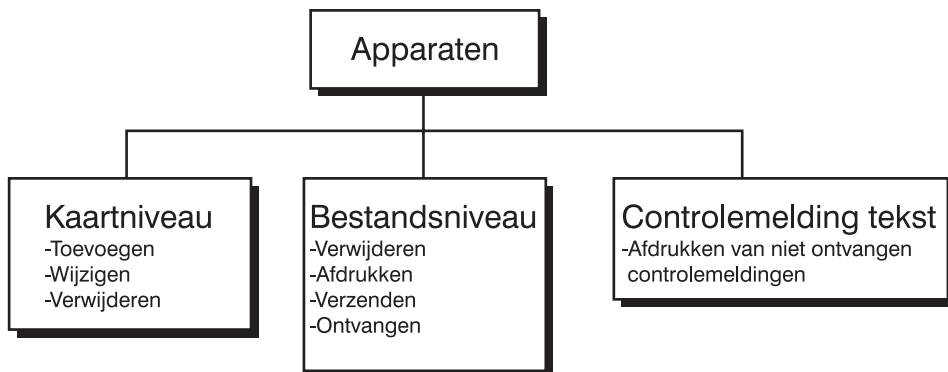 Apparaten
Kaartniveau
-Toevoegen
-Wijzigen
-Verwijderen
Bestandsniveau
-Verwijderen
-Afdrukken
-Verzenden
-Ontvangen
Controlemelding tekst
-Afdrukken van niet ontvangen
controlemeldingen